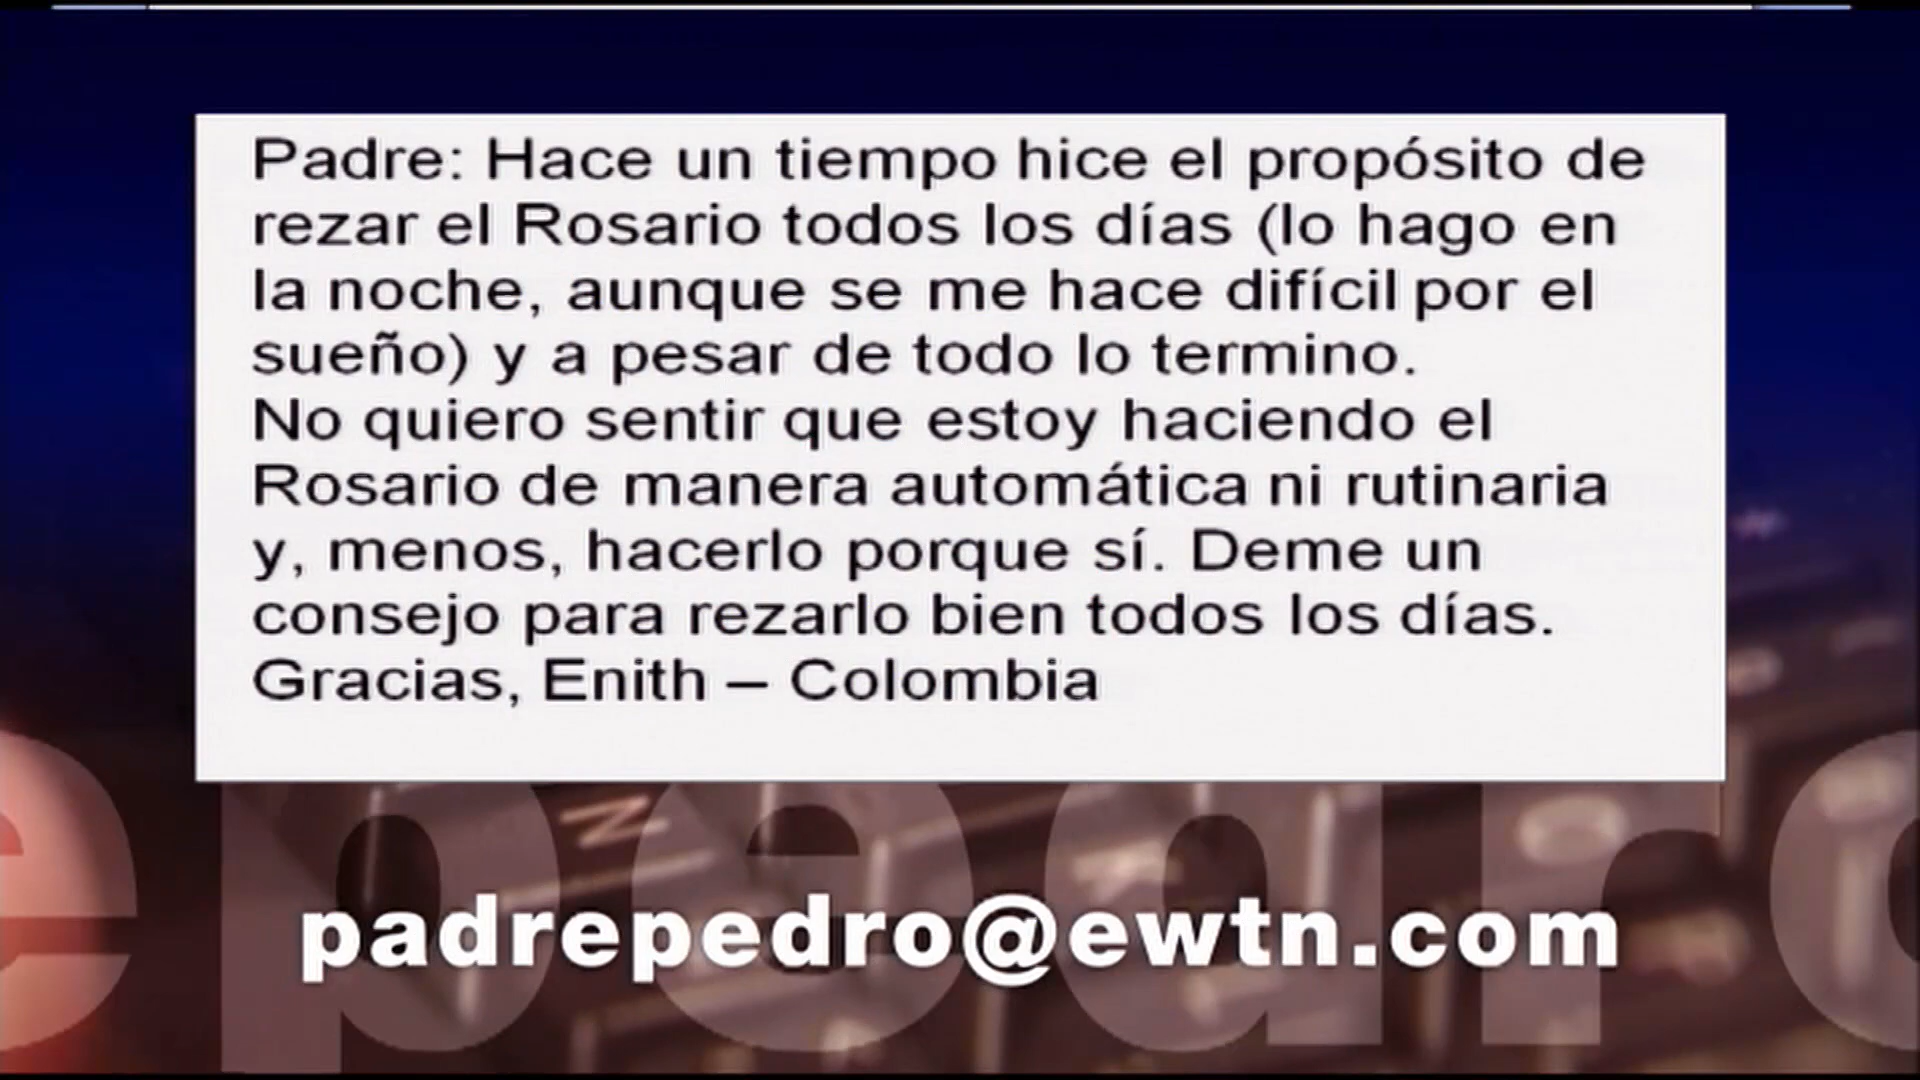 Padre: Hace un tiempo hice el propósito de
rezar el Rosario todos los días (lo hago en
la noche, aunque se me hace difícil por el
sueño) y a pesar de todo lo termino.
No quiero sentir que estoy haciendo el
Rosario de manera automática ni rutinaria
y, menos, hacerlo porque sí. Deme un
consejo para rezarlo bien todos los días.
Gracias, Enith – Colombia
epedro
padrepedro@ewtn.com